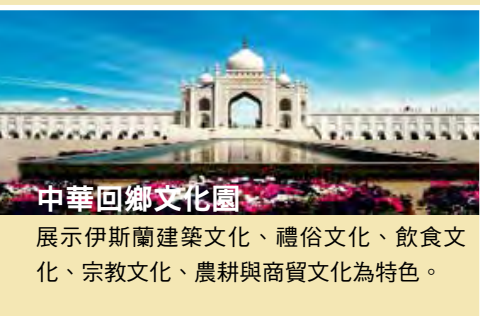 中華回鄉文化園
展示伊斯蘭建築文化、禮俗文化、飲食文
化、宗教文化、農耕與商貿文化為特色。